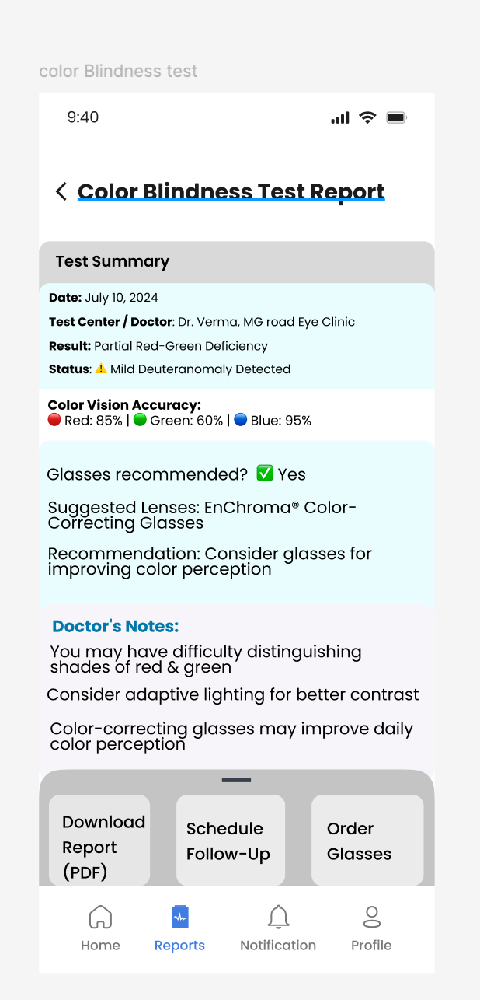 color Blindness test
9:40
Color Blindness Test Report
Test Summary
Date: July 10, 2024
Test Center / Doctor: Dr. Verma, MG road Eye Clinic
Result: Partial Red-Green Deficiency
Status: ⚠️ Mild Deuteranomaly Detected
Color Vision Accuracy:
🔴 Red: 85% | 🟢 Green: 60% | 🔵 Blue: 95%
Glasses recommended? ✅ Yes
Suggested Lenses: EnChroma® Color-
Correcting Glasses
Recommendation: Consider glasses for
improving color perception
Doctor's Notes:
You may have difficulty distinguishing
shades of red & green
Consider adaptive lighting for better contrast
Color-correcting glasses may improve daily
color perception
Download
Report
(PDF)
Schedule
Follow-Up
Order
Glasses
Home
Reports
Notification
Profile